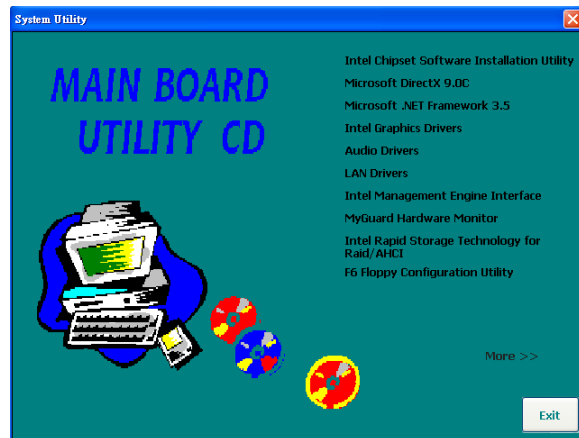 System Utility
MAIN BOARD
UTILITY CD
Intel Chipset Software Installation Utility
Microsoft DirectX 9.0C
Microsoft .NET Framework 3.5
Intel Graphics Drivers
Audio Drivers
LAN Drivers
Intel Management Engine Interface
MyGuard Hardware Monitor
Intel Rapid Storage Technology for
Raid/AHCI
F6 Floppy Configuration Utility
More >>
Exit